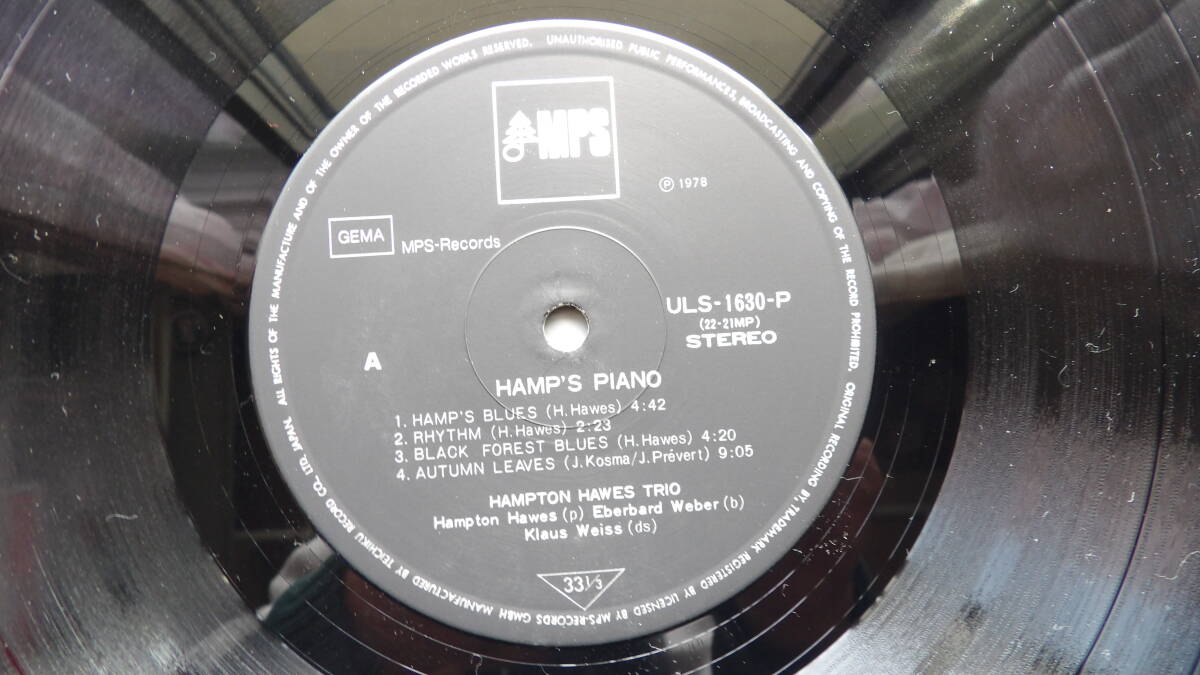 MPS
℗ 1978
GEMA
MPS-Records
ULS-1630-P
(22-21MP)
STEREO
A
HAMP'S PIANO
1. HAMP'S BLUES (H. Hawes) 4:42
2. RHYTHM (H. Hawes) 2:23
3. BLACK FOREST BLUES (H. Hawes) 4:20
4. AUTUMN LEAVES (J. Kosma/J. Prévert) 9:05
HAMPTON HAWES TRIO
Hampton Hawes (p) Eberbard Weber (b)
Klaus Weiss (ds)
33 1/3
MANUFACTURED BY TEICHIKU RECORD CO., LTD. JAPAN. ALL RIGHTS OF THE MANUFACTURE AND OF THE OWNER OF THE RECORDED WORKS RESERVED. UNAUTHORISED PUBLIC PERFORMANCES, BROADCASTING AND COPYING OF THE RECORD PROHIBITED. ORIGINAL RECORDING BY, TRADEMARK REGISTERED BY LICENSED BY MPS-RECORDS GMBH